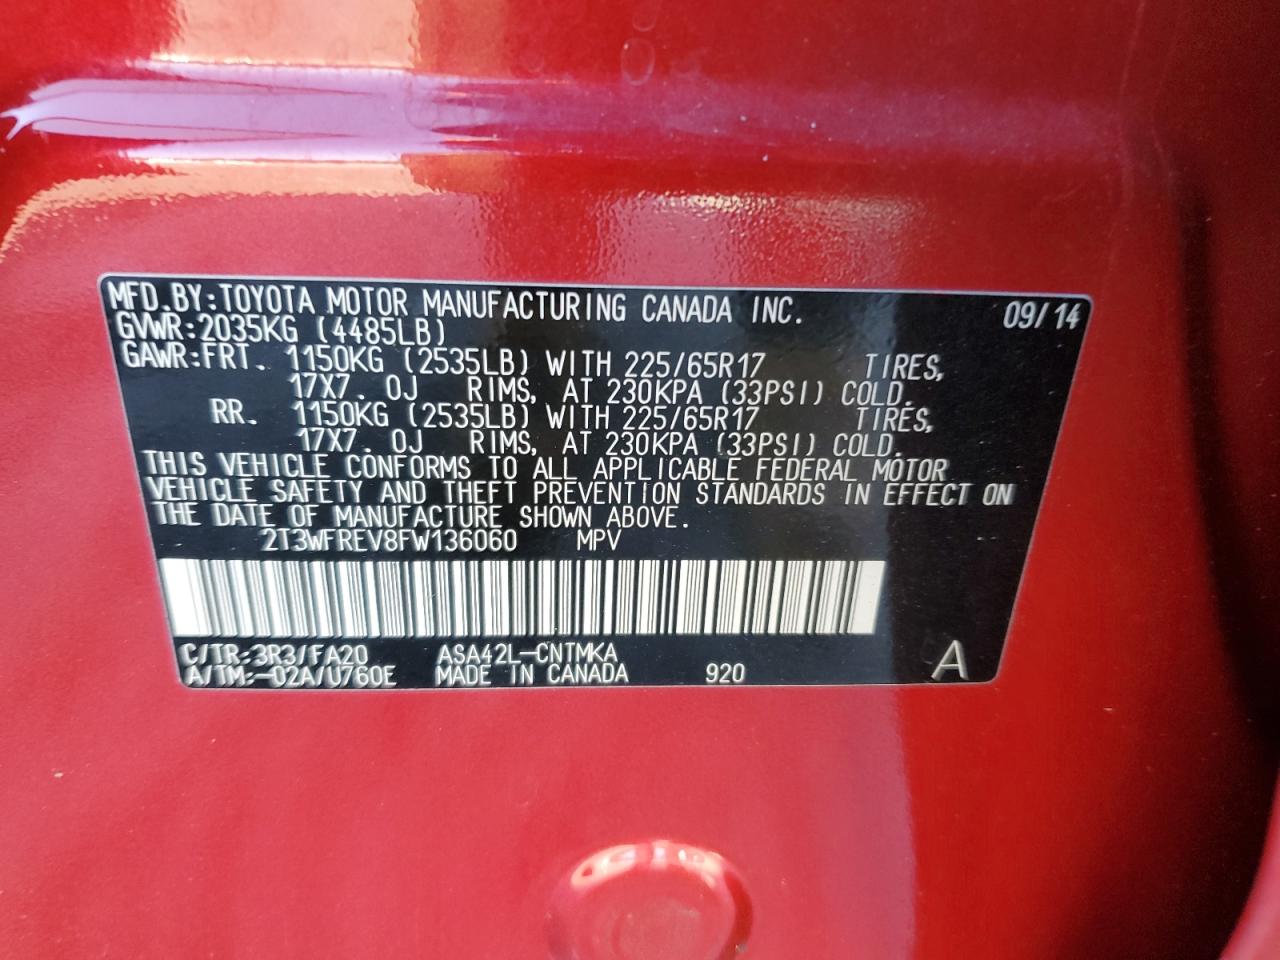 MFD.BY:TOYOTA MOTOR MANUFACTURING CANADA INC. 09/14
GVWR:2035KG (4485LB)
GAWR:FRT. 1150KG (2535LB) WITH 225/65R17 TIRES,
17X7.0J RIMS, AT 230KPA (33PSI) COLD.
RR. 1150KG (2535LB) WITH 225/65R17 TIRES,
17X7.0J RIMS, AT 230KPA (33PSI) COLD.
THIS VEHICLE CONFORMS TO ALL APPLICABLE FEDERAL MOTOR
VEHICLE SAFETY AND THEFT PREVENTION STANDARDS IN EFFECT ON
THE DATE OF MANUFACTURE SHOWN ABOVE.
2T3WFREV8FW136060 MPV
C/TR:3R3/FA20 ASA42L-CNTMKA
A/TM:-02A/U760E MADE IN CANADA 920 A